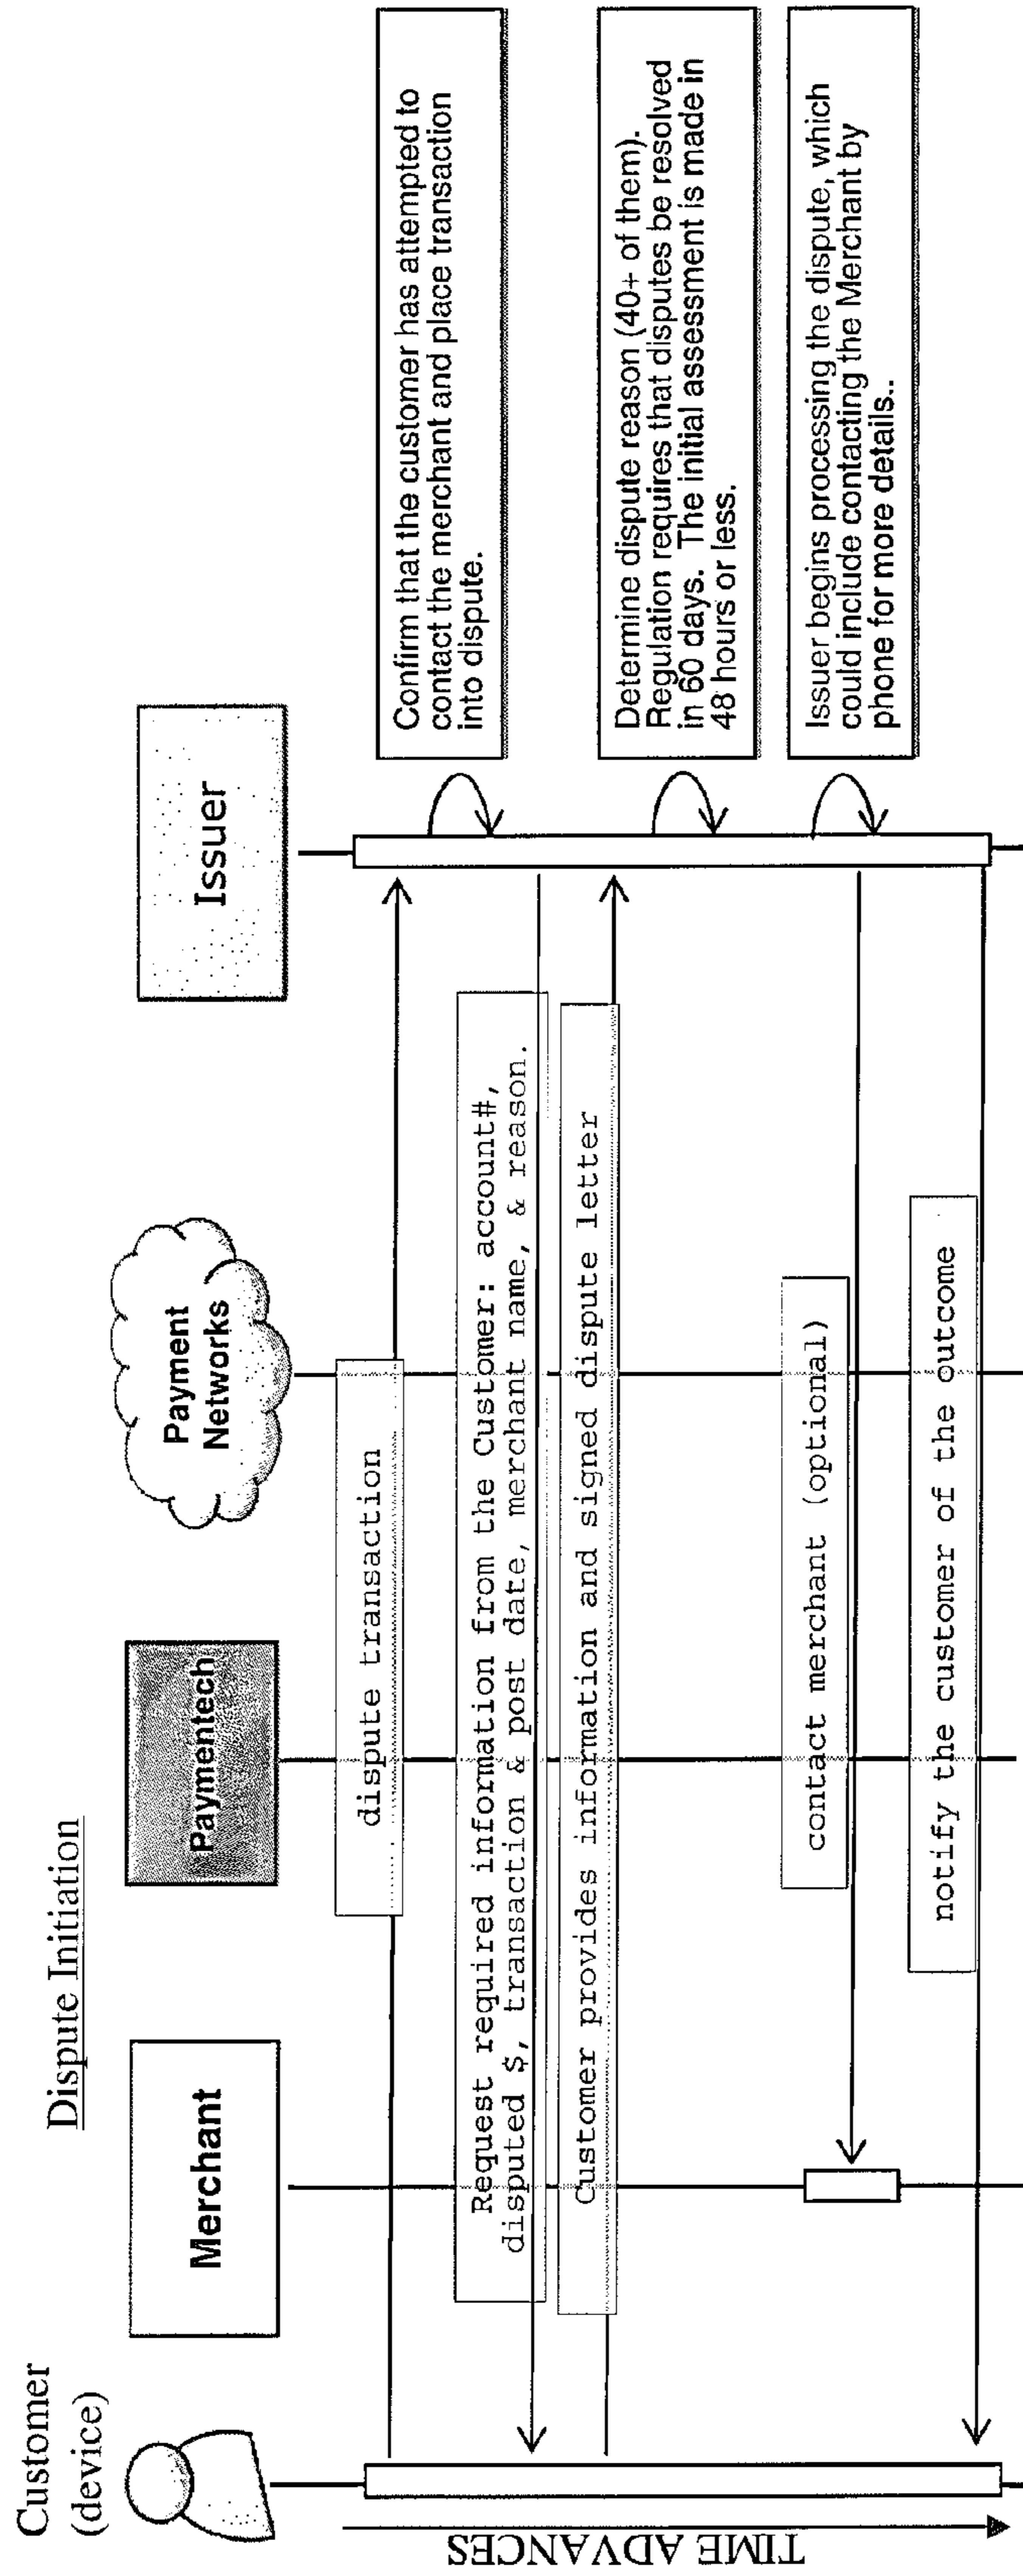 Dispute Initiation
Customer
(device)
Merchant
Paymentech
Payment
Networks
Issuer
TIME ADVANCES
dispute transaction
Confirm that the customer has attempted to
contact the merchant and place transaction
into dispute.
Request required information from the Customer: account#,
disputed $, transaction & post date, merchant name, & reason.
Customer provides information and signed dispute letter
Determine dispute reason (40+ of them).
Regulation requires that disputes be resolved
in 60 days. The initial assessment is made in
48 hours or less.
contact merchant (optional)
Issuer begins processing the dispute, which
could include contacting the Merchant by
phone for more details..
notify the customer of the outcome